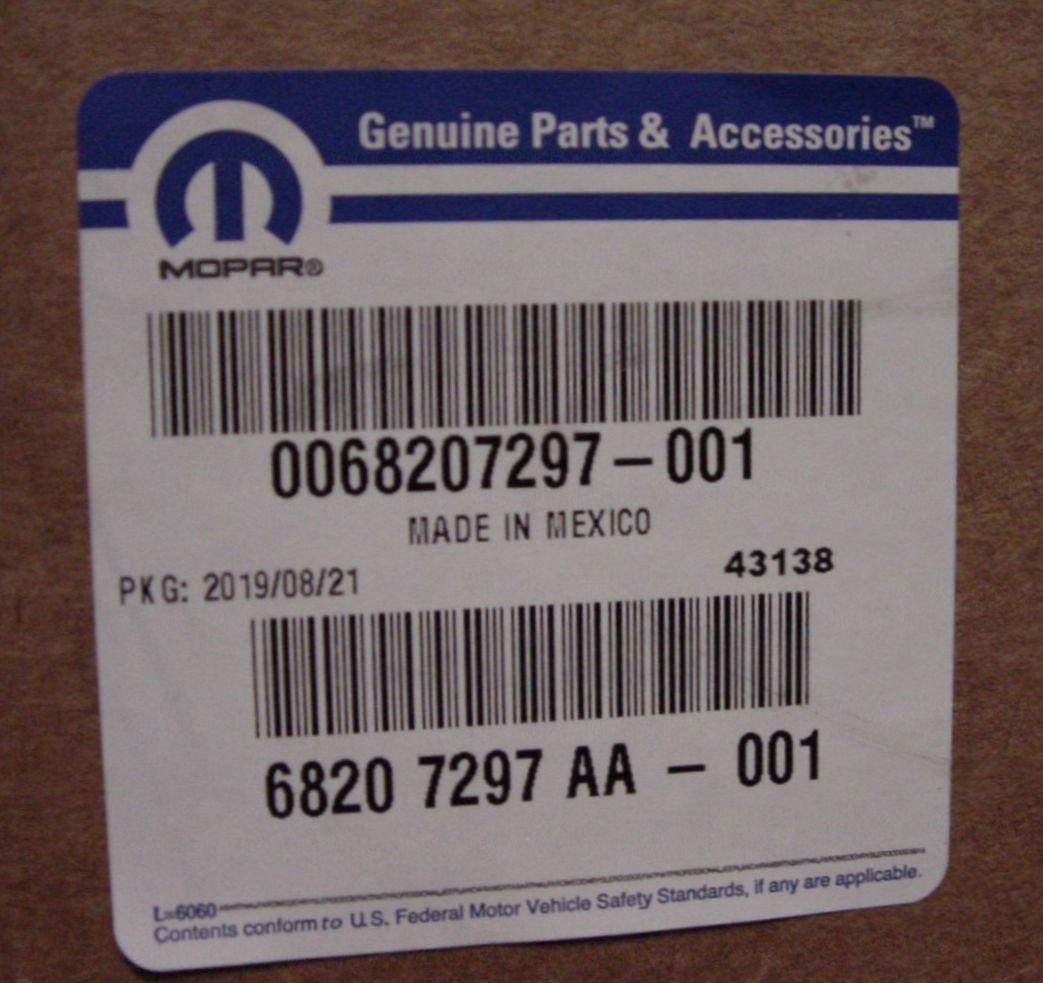 Genuine Parts & Accessories™
MOPAR®
0068207297-001
MADE IN MEXICO
43138
PKG: 2019/08/21
6820 7297 AA - 001
L=6060
Contents conform to U.S. Federal Motor Vehicle Safety Standards, if any are applicable.